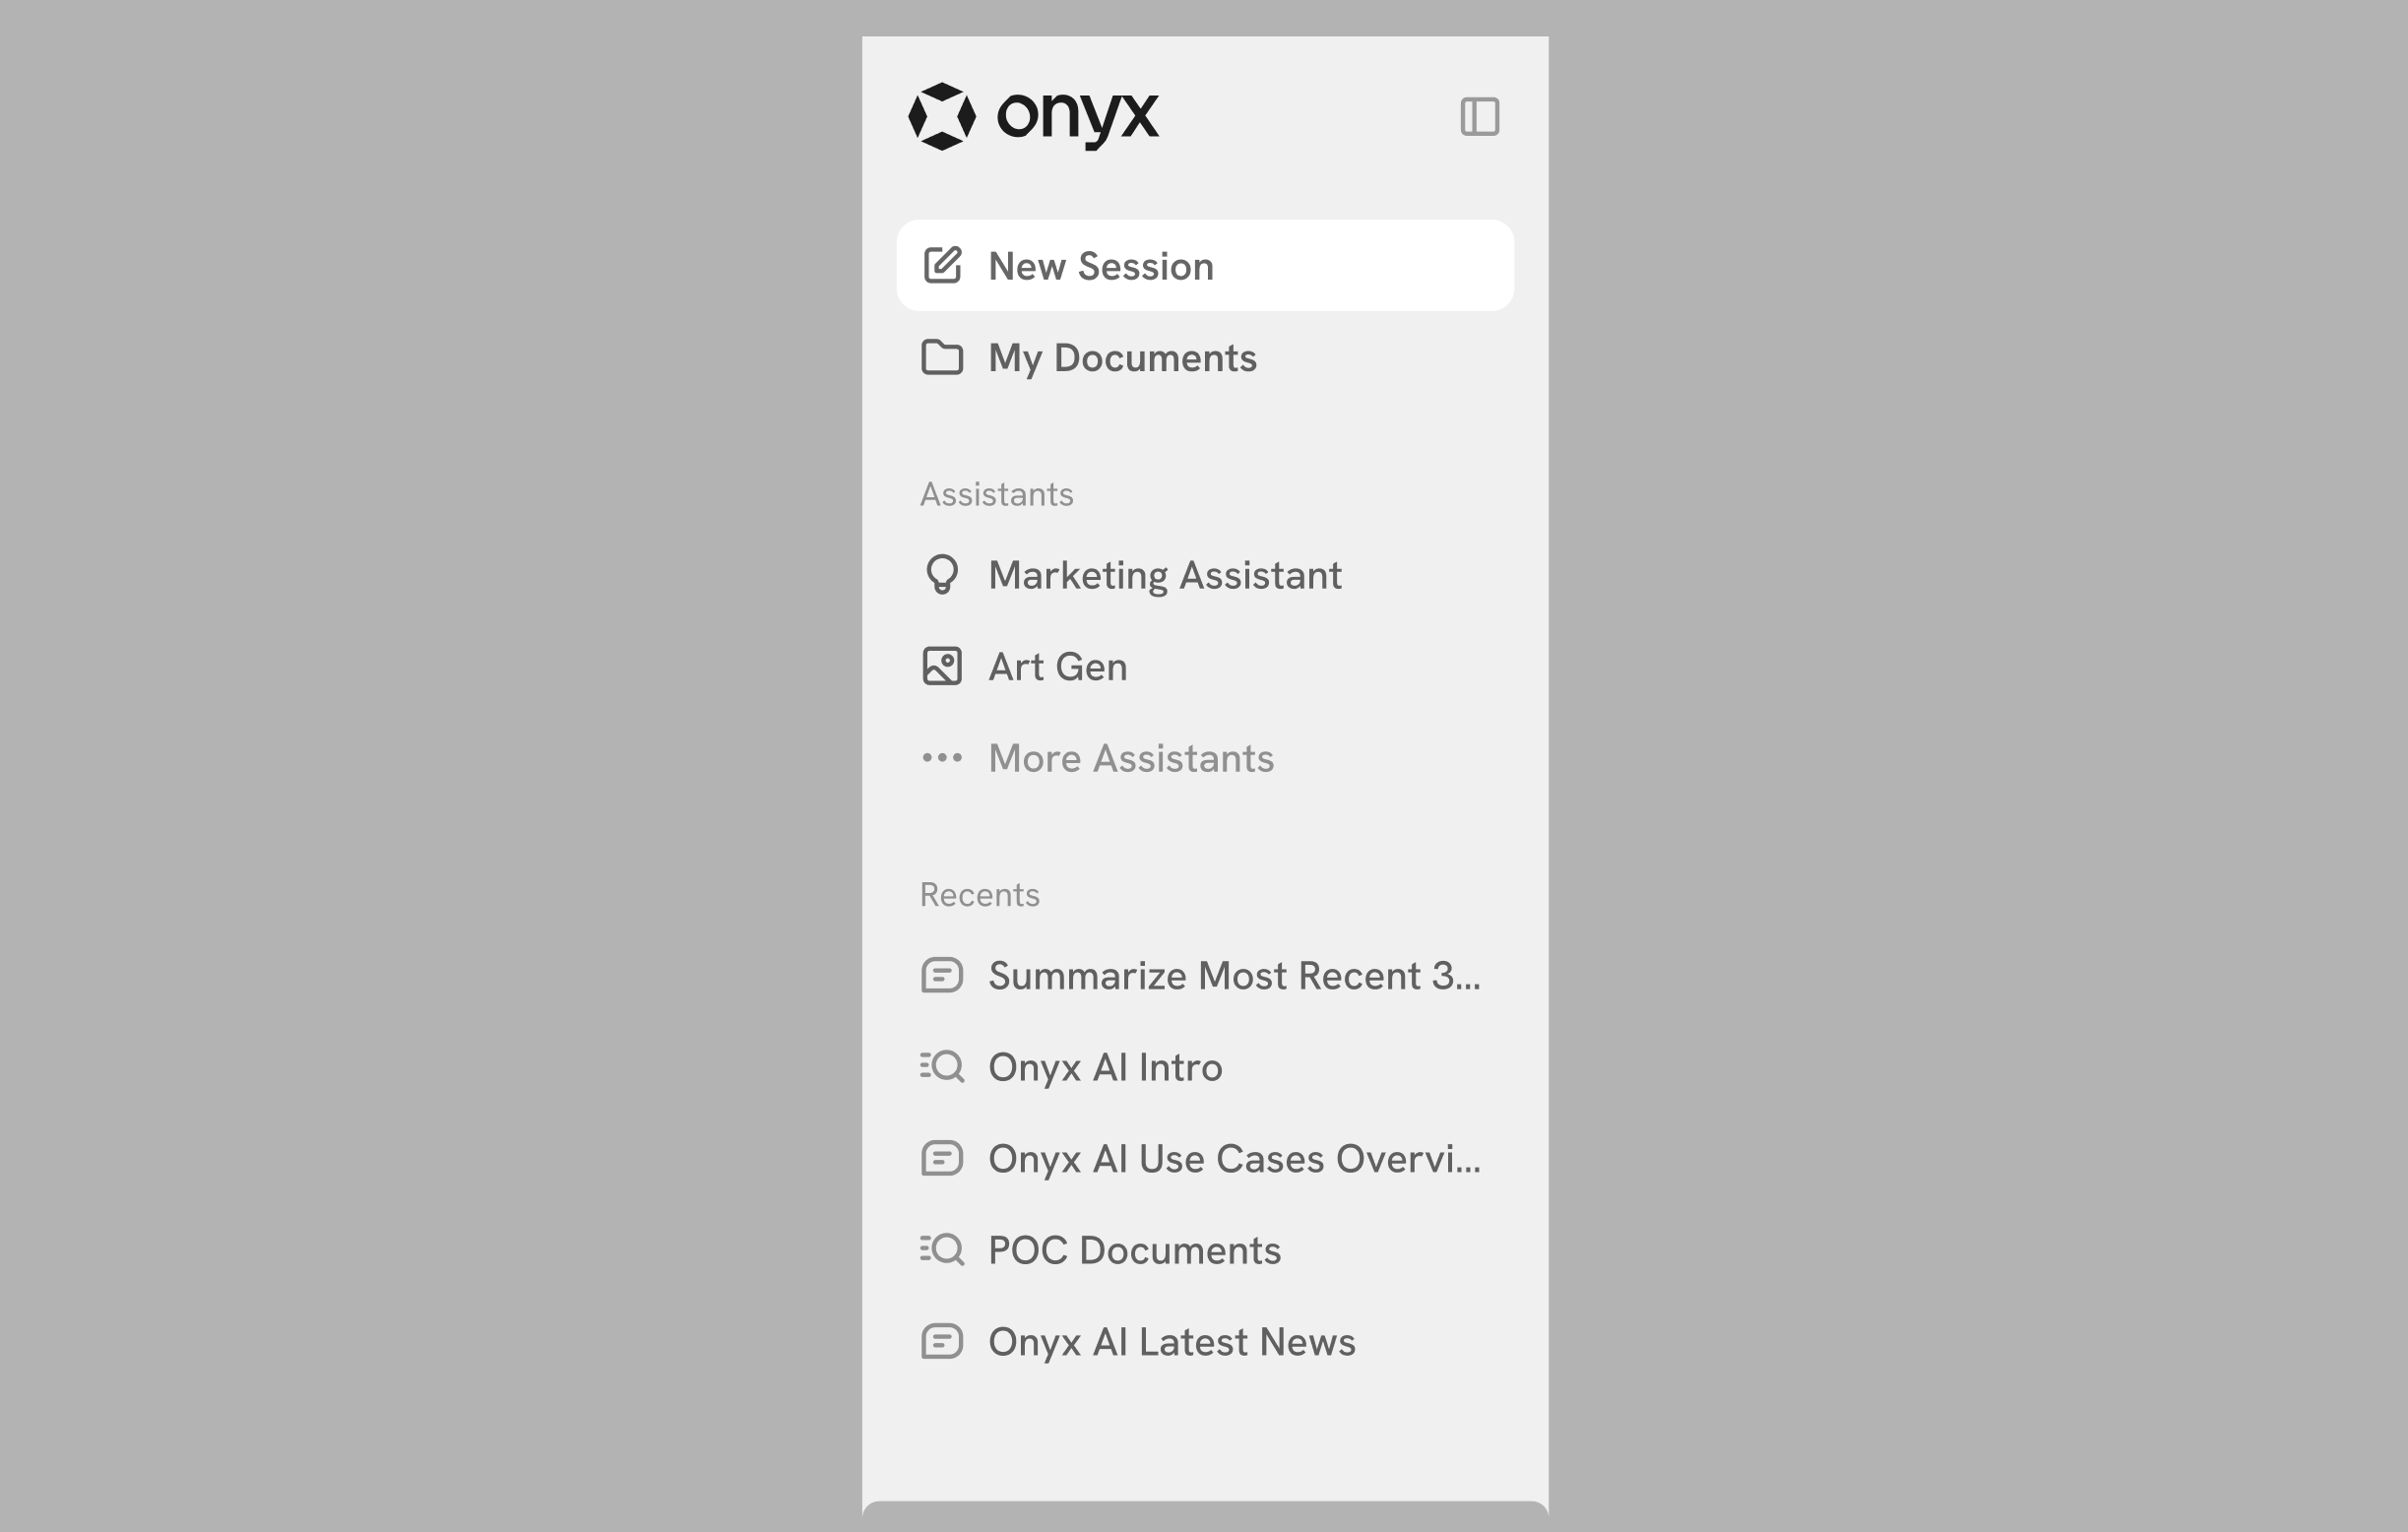 onyx
New Session
My Documents
Assistants
Marketing Assistant
Art Gen
More Assistants
Recents
Summarize Most Recent 3...
Onyx AI Intro
Onyx AI Use Cases Overvi...
POC Documents
Onyx AI Latest News